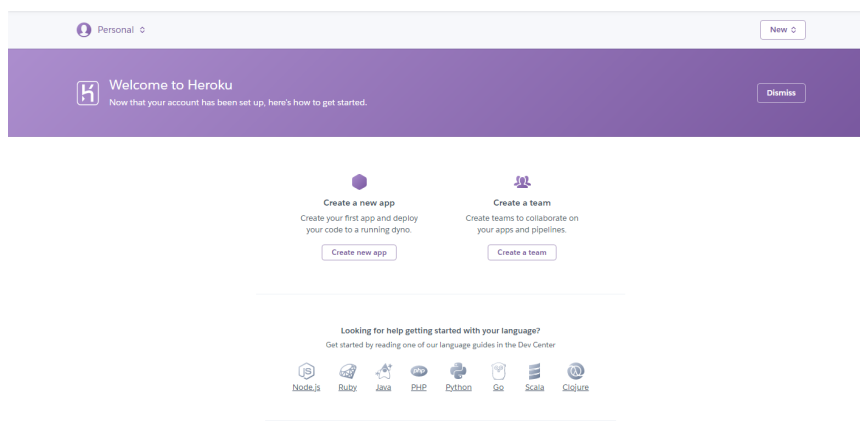 Personal
New
Welcome to Heroku
Now that your account has been set up, here's how to get started.
Dismiss
Create a new app
Create your first app and deploy
your code to a running dyno.
Create new app
Create a team
Create teams to collaborate on
your apps and pipelines.
Create a team
Looking for help getting started with your language?
Get started by reading one of our language guides in the Dev Center
JS
php
Node.js Ruby Java PHP Python Go Scala Clojure